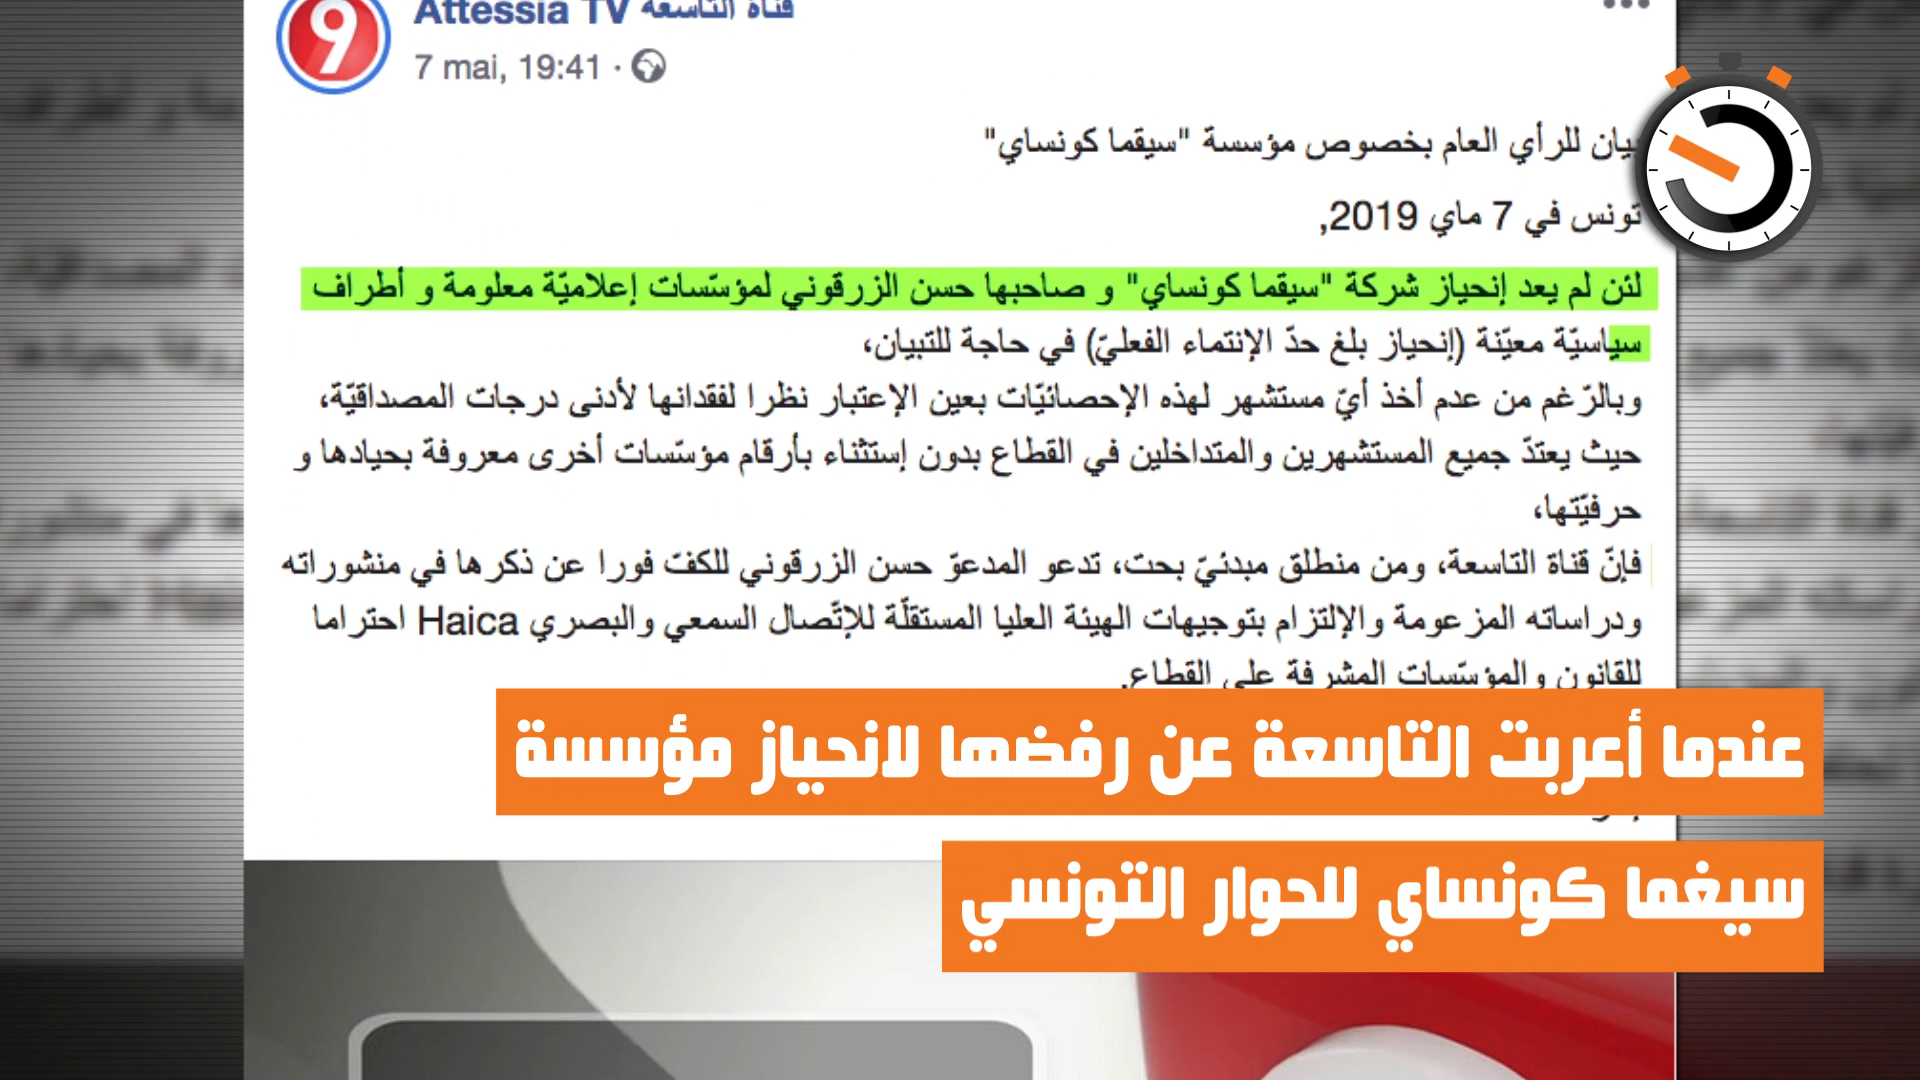 Attessia TV قناة التاسعة
7 mai, 19:41 ·
بيان للرأي العام بخصوص مؤسسة "سيقما كونساي"
تونس في 7 ماي 2019,
لئن لم يعد إنحياز شركة "سيقما كونساي" و صاحبها حسن الزرقوني لمؤسّسات إعلاميّة معلومة و أطراف
سياسيّة معيّنة (إنحياز بلغ حدّ الإنتماء الفعليّ) في حاجة للتبيان،
وبالرّغم من عدم أخذ أيّ مستشهر لهذه الإحصائيّات بعين الإعتبار نظرا لفقدانها لأدنى درجات المصداقيّة،
حيث يعتدّ جميع المستشهرين والمتداخلين في القطاع بدون إستثناء بأرقام مؤسّسات أخرى معروفة بحيادها و
حرفيّتها،
فإنّ قناة التاسعة، ومن منطلق مبدئيّ بحت، تدعو المدعوّ حسن الزرقوني للكفّ فورا عن ذكرها في منشوراته
ودراساته المزعومة والإلتزام بتوجيهات الهيئة العليا المستقلّة للإتّصال السمعي والبصري Haica احتراما
للقانون والمؤسّسات المشرفة على القطاع.
عندما أعربت التاسعة عن رفضها لانحياز مؤسسة
سيغما كونساي للحوار التونسي